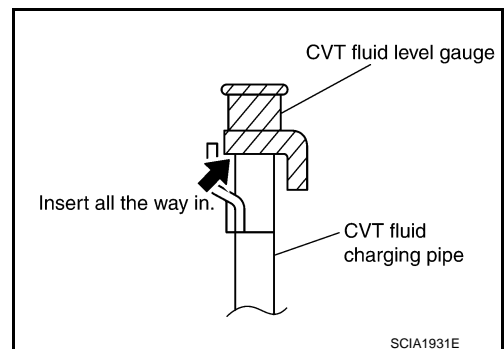 CVT fluid level gauge
Insert all the way in.
CVT fluid
charging pipe
SCIA1931E